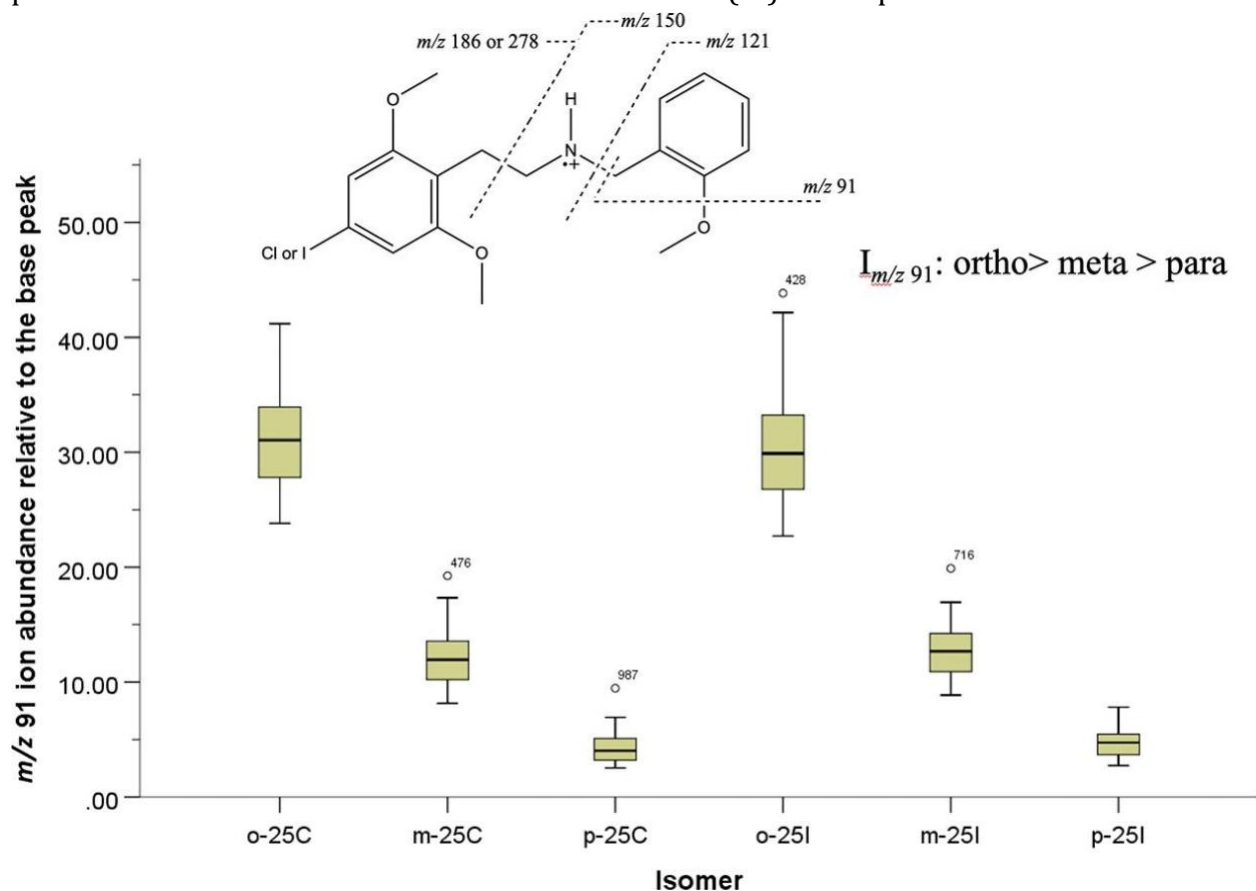 m/z 150
m/z 186 or 278
m/z 121
O
H
N
•+
m/z 91
O
O
Cl or I
I m/z 91: ortho> meta > para
m/z 91 ion abundance relative to the base peak
50.00
40.00
30.00
20.00
10.00
.00
428
476
716
987
o-25C m-25C p-25C o-25I m-25I p-25I
Isomer